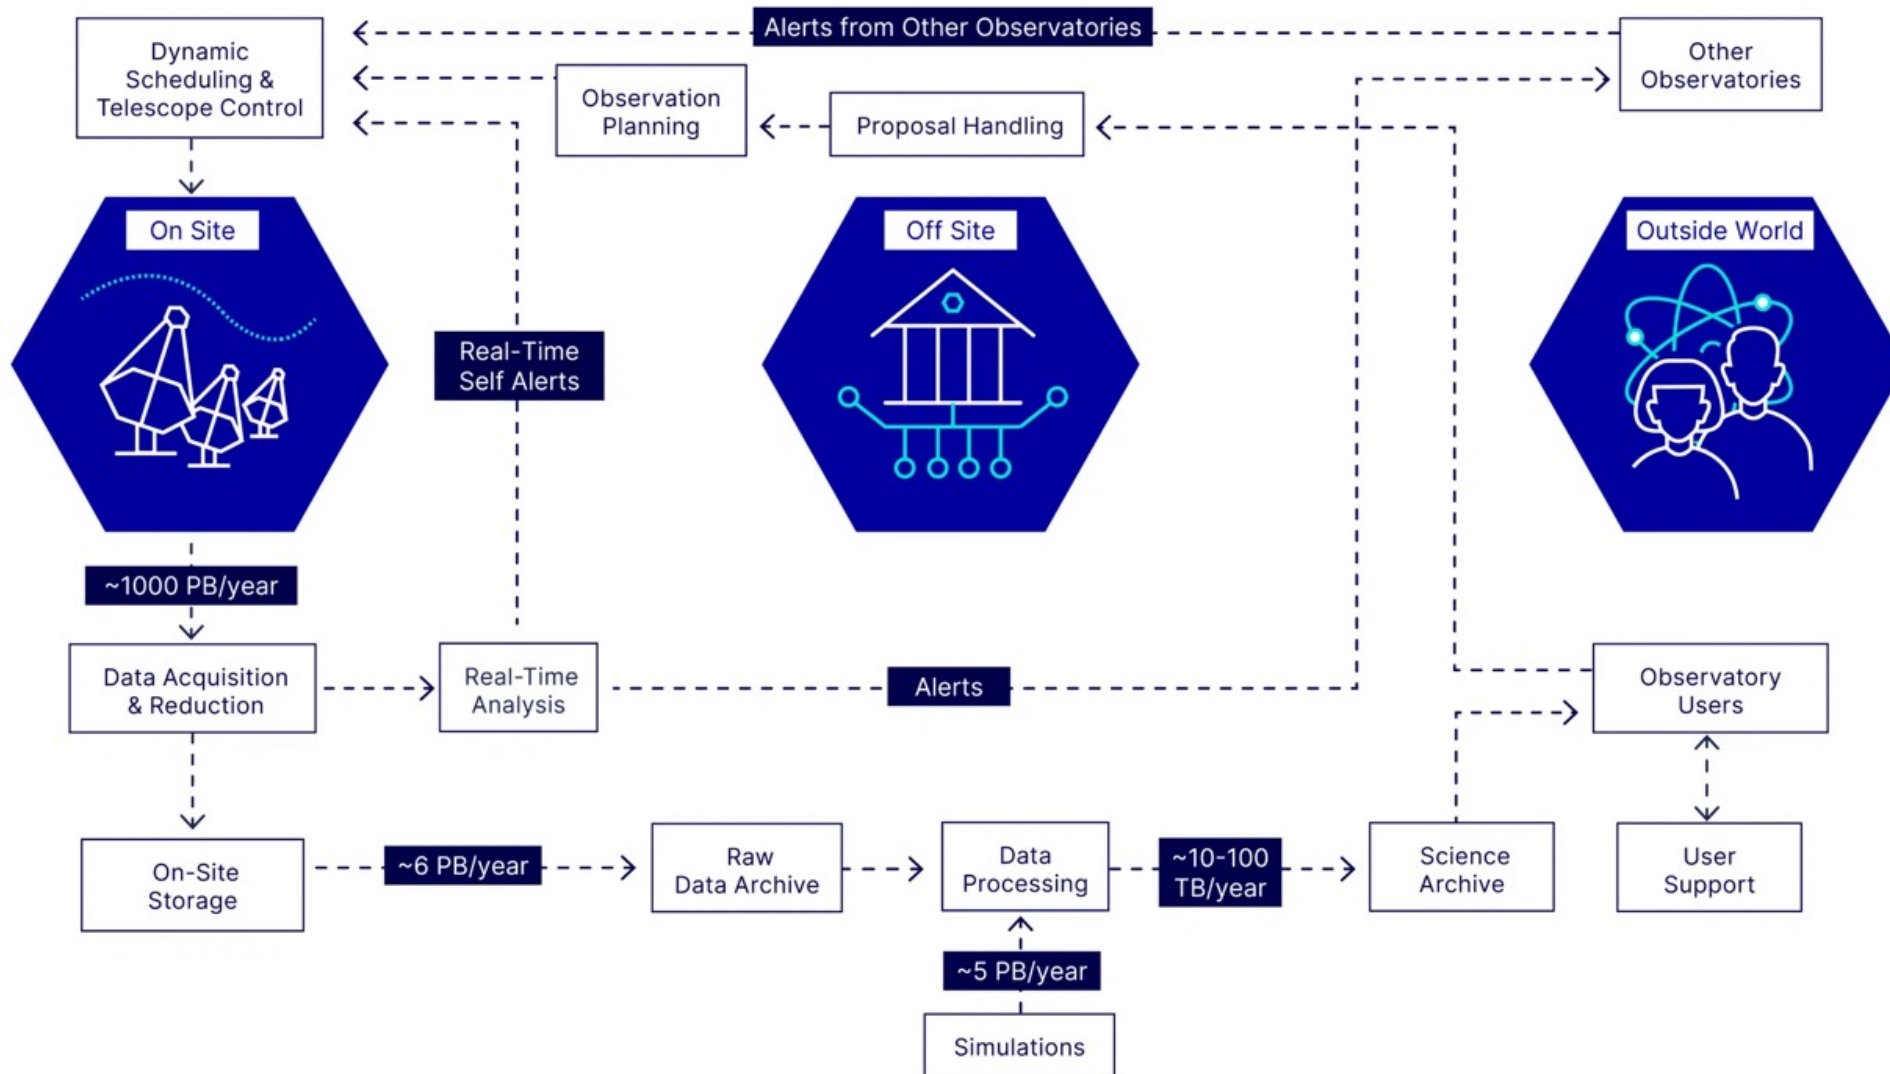 Alerts from Other Observatories
Dynamic
Scheduling &
Telescope Control
Other
Observatories
Observation
Planning
Proposal Handling
On Site
Off Site
Outside World
Real-Time
Self Alerts
~1000 PB/year
Data Acquisition
& Reduction
Real-Time
Analysis
Alerts
Observatory
Users
On-Site
Storage
~6 PB/year
Raw
Data Archive
Data
Processing
~10-100
TB/year
Science
Archive
User
Support
~5 PB/year
Simulations